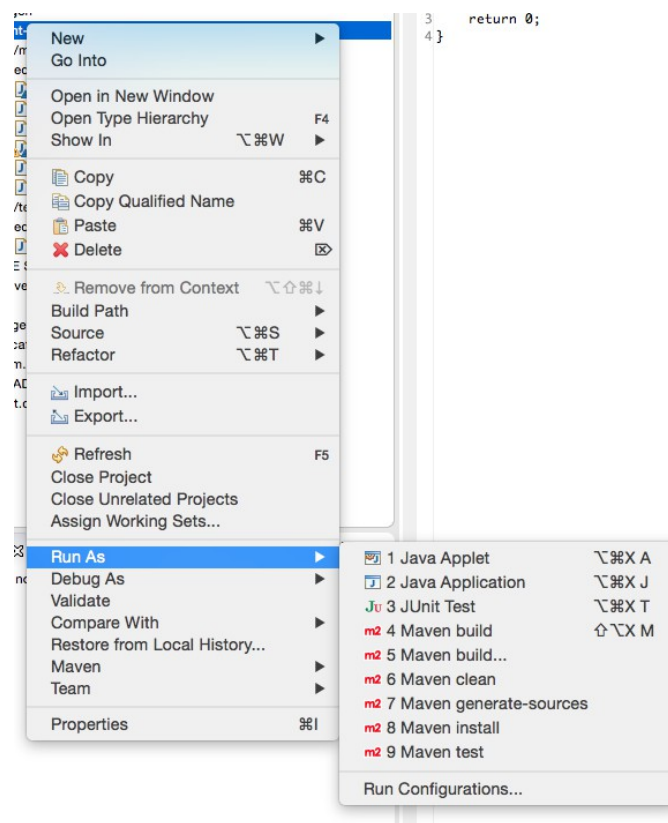 3 return 0;
4 }
New
Go Into
Open in New Window
Open Type Hierarchy F4
Show In ⌥⌘W
Copy ⌘C
Copy Qualified Name
Paste ⌘V
Delete ⌦
Remove from Context ⌥⇧⌘↓
Build Path
Source ⌥⌘S
Refactor ⌥⌘T
Import...
Export...
Refresh F5
Close Project
Close Unrelated Projects
Assign Working Sets...
Run As
Debug As
Validate
Compare With
Restore from Local History...
Maven
Team
Properties ⌘I
1 Java Applet ⌥⌘X A
2 Java Application ⌥⌘X J
JU 3 JUnit Test ⌥⌘X T
m2 4 Maven build ⇧⌥X M
m2 5 Maven build...
m2 6 Maven clean
m2 7 Maven generate-sources
m2 8 Maven install
m2 9 Maven test
Run Configurations...